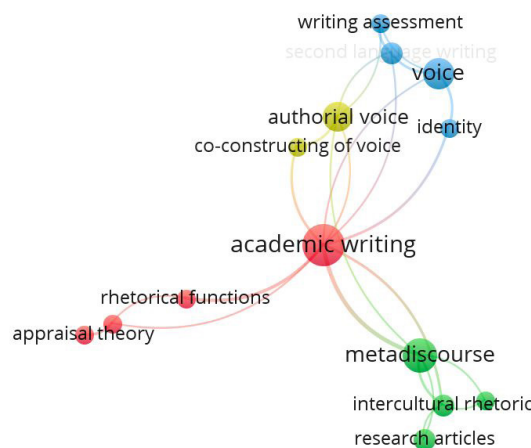 writing assessment
second language writing
voice
authorial voice
identity
co-constructing of voice
academic writing
rhetorical functions
appraisal theory
metadiscourse
intercultural rhetoric
research articles